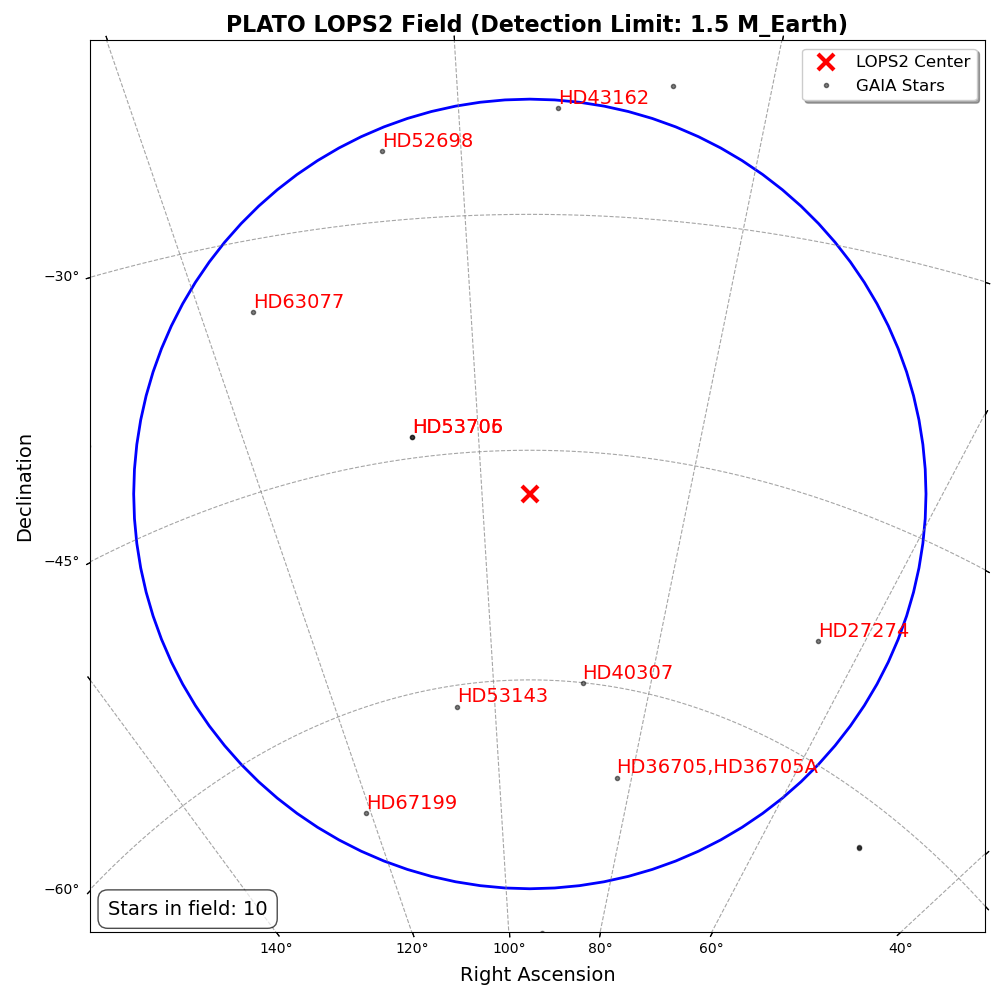 PLATO LOPS2 Field (Detection Limit: 1.5 M_Earth)
LOPS2 Center
GAIA Stars
HD43162
HD52698
−30°
HD63077
Declination
−45°
HD27274
HD40307
HD53143
HD36705,HD36705A
HD67199
−60°
Stars in field: 10
140°
120°
100°
80°
60°
40°
Right Ascension